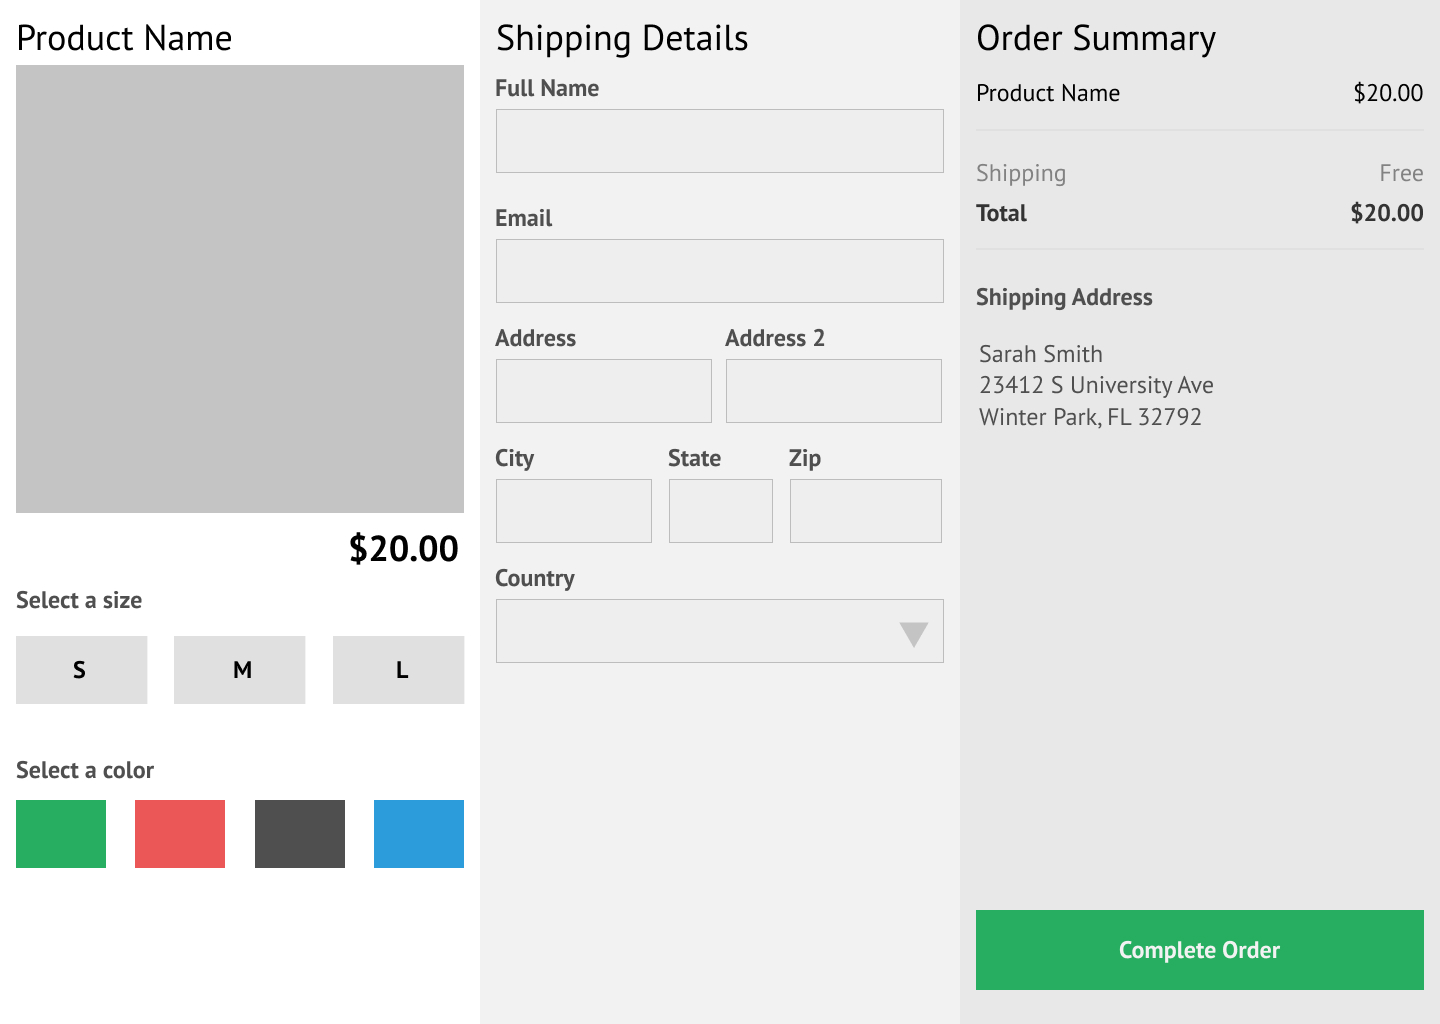 Product Name
$20.00
Select a size
S M L
Select a color
Shipping Details
Full Name
Email
Address Address 2
City State Zip
Country
Order Summary
Product Name $20.00
Shipping Free
Total $20.00
Shipping Address
Sarah Smith
23412 S University Ave
Winter Park, FL 32792
Complete Order